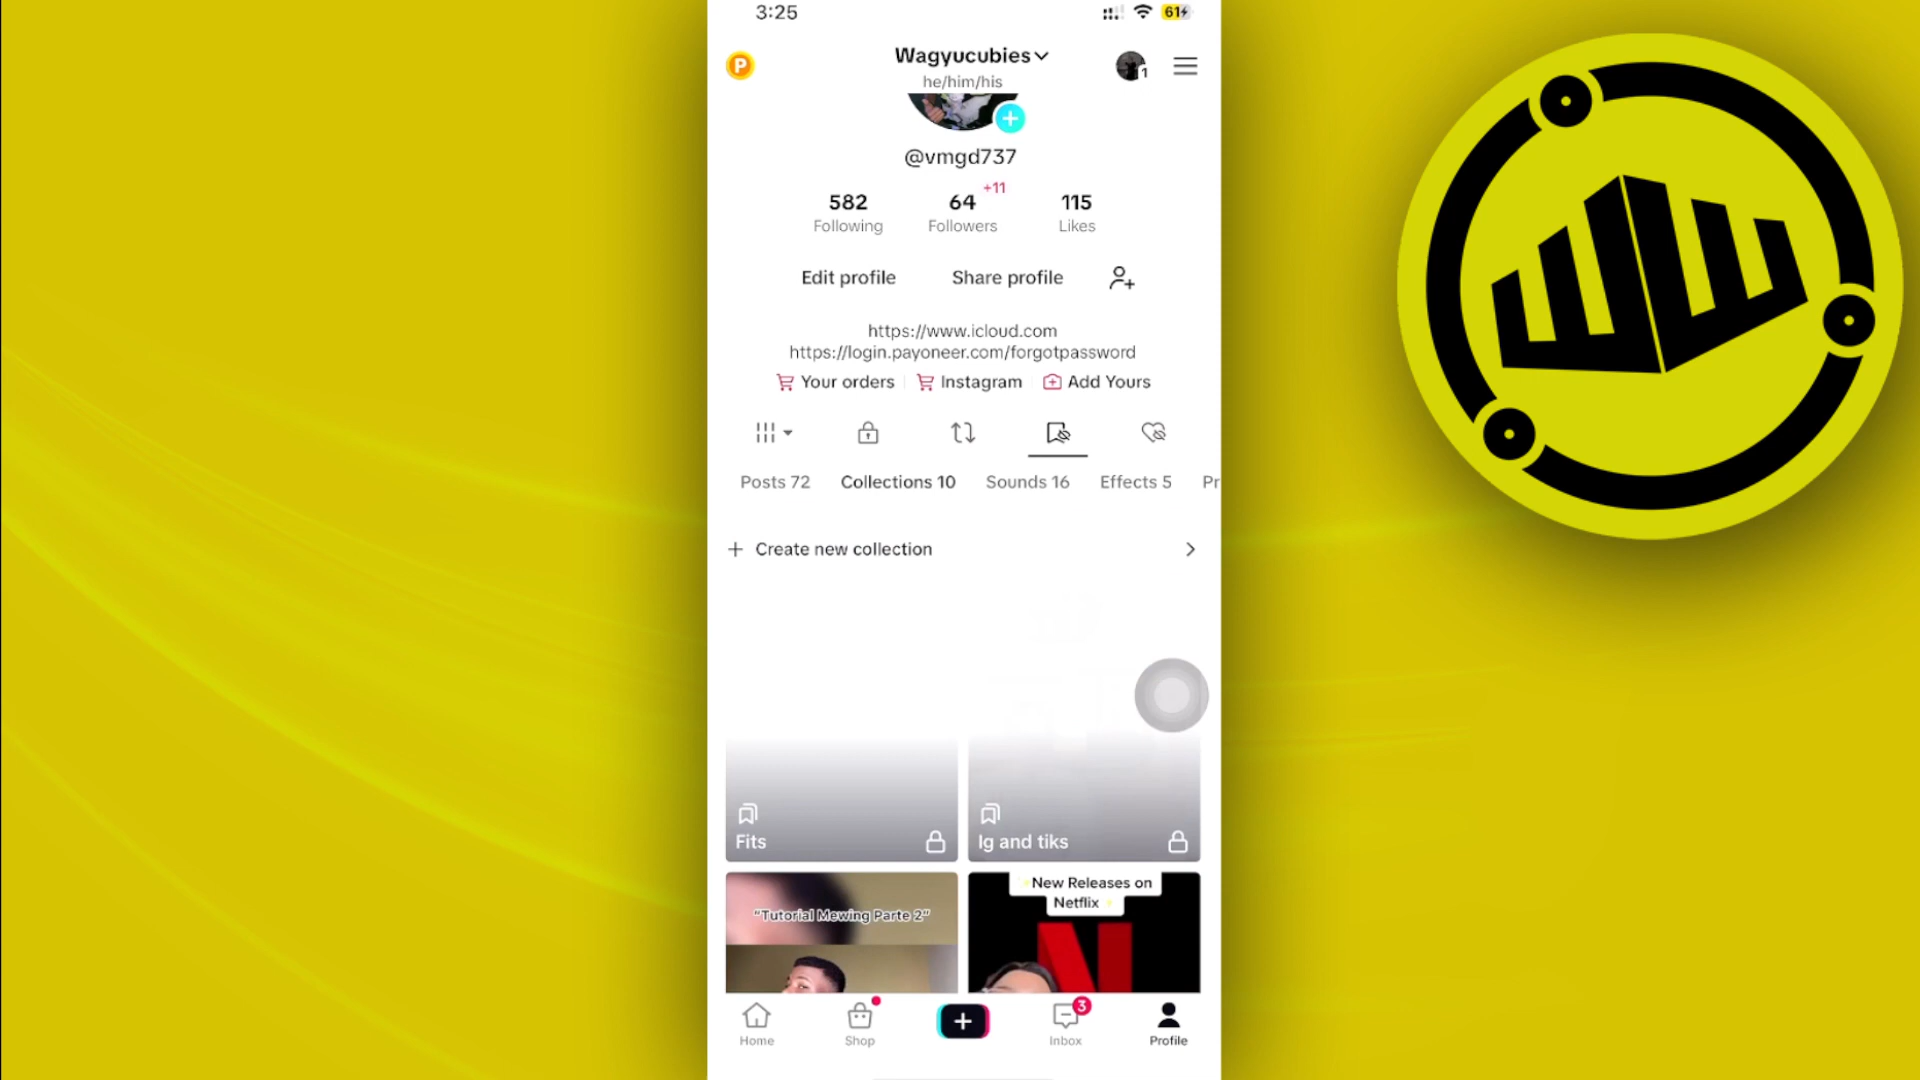 3:25
61
P
Wagyucubies
1
he/him/his
@vmgd737
+11
582 64 115
Following Followers Likes
Edit profile Share profile
https://www.icloud.com
https://login.payoneer.com/forgotpassword
Your orders Instagram Add Yours
Posts 72 Collections 10 Sounds 16 Effects 5 Pr
+ Create new collection
Fits Ig and tiks
"Tutorial Mewing Parte 2"
New Releases on
Netflix
N
3
Home Shop Inbox Profile